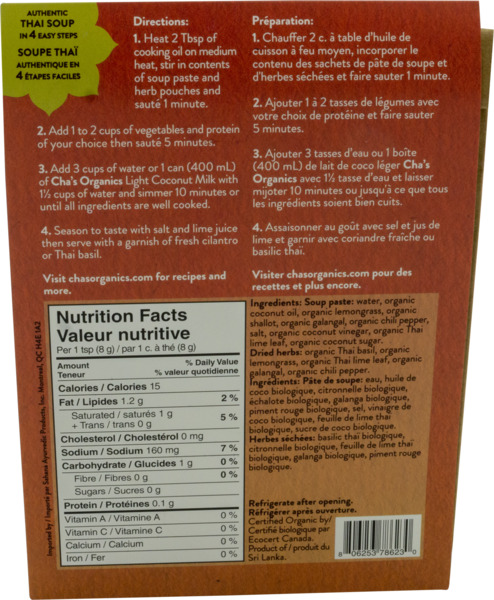 AUTHENTIC
THAI SOUP
IN 4 EASY STEPS
SOUPE THAÏ
AUTHENTIQUE EN
4 ÉTAPES FACILES
Directions:
1. Heat 2 Tbsp of
cooking oil on medium
heat, stir in contents
of soup paste and
herb pouches and
sauté 1 minute.
2. Add 1 to 2 cups of vegetables and protein
of your choice then sauté 5 minutes.
3. Add 3 cups of water or 1 can (400 mL)
of Cha's Organics Light Coconut Milk with
1½ cups of water and simmer 10 minutes or
until all ingredients are well cooked.
4. Season to taste with salt and lime juice
then serve with a garnish of fresh cilantro
or Thai basil.
Visit chasorganics.com for recipes and
more.
Préparation:
1. Chauffer 2 c. à table d'huile de
cuisson à feu moyen, incorporer le
contenu des sachets de pâte de soupe et
d'herbes séchées et faire sauter 1 minute.
2. Ajouter 1 à 2 tasses de légumes avec
votre choix de protéine et faire sauter
5 minutes.
3. Ajouter 3 tasses d'eau ou 1 boîte
(400 mL) de lait de coco léger Cha's
Organics avec 1½ tasse d'eau et laisser
mijoter 10 minutes ou jusqu'à ce que tous
les ingrédients soient bien cuits.
4. Assaisonner au goût avec sel et jus de
lime et garnir avec coriandre fraîche ou
basilic thaï.
Visiter chasorganics.com pour des
recettes et plus encore.
Nutrition Facts
Valeur nutritive
Per 1 tsp (8 g) / par 1 c. à thé (8 g)
Amount % Daily Value
Teneur % valeur quotidienne
Calories / Calories 15
Fat / Lipides 1.2 g 2 %
Saturated / saturés 1 g 5 %
+ Trans / trans 0 g
Cholesterol / Cholestérol 0 mg
Sodium / Sodium 160 mg 7 %
Carbohydrate / Glucides 1 g 0 %
Fibre / Fibres 0 g 0 %
Sugars / Sucres 0 g
Protein / Protéines 0.1 g
Vitamin A / Vitamine A 0 %
Vitamin C / Vitamine C 0 %
Calcium / Calcium 0 %
Iron / Fer 0 %
Imported by / Importé par Sahana Ayurvedic Products, Inc. Montreal, QC H4E 1A2
Ingredients: Soup paste: water, organic
coconut oil, organic lemongrass, organic
shallot, organic galangal, organic chili pepper,
salt, organic coconut vinegar, organic Thai
lime leaf, organic coconut sugar.
Dried herbs: organic Thai basil, organic
lemongrass, organic Thai lime leaf, organic
galangal, organic chili pepper.
Ingrédients: Pâte de soupe: eau, huile de
coco biologique, citronnelle biologique,
échalote biologique, galanga biologique,
piment rouge biologique, sel, vinaigre de
coco biologique, feuille de lime thaï
biologique, sucre de coco biologique.
Herbes séchées: basilic thaï biologique,
citronnelle biologique, feuille de lime thaï
biologique, galanga biologique, piment rouge
biologique.
Refrigerate after opening.
Réfrigérer après ouverture.
Certified Organic by/
Certifié biologique par
Ecocert Canada.
Product of / produit du
Sri Lanka.
8 06253 78623 0